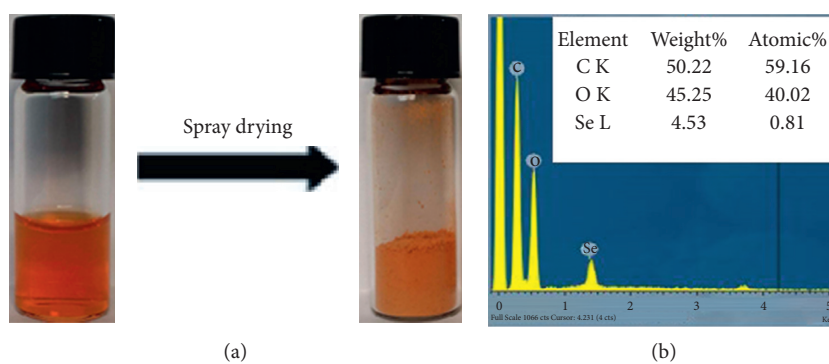 Spray drying
Element Weight% Atomic%
C K 50.22 59.16
O K 45.25 40.02
Se L 4.53 0.81
C
O
Se
0 1 2 3 4 5
Full Scale 1066 cts Cursor: 4.231 (4 cts)
(a)
(b)